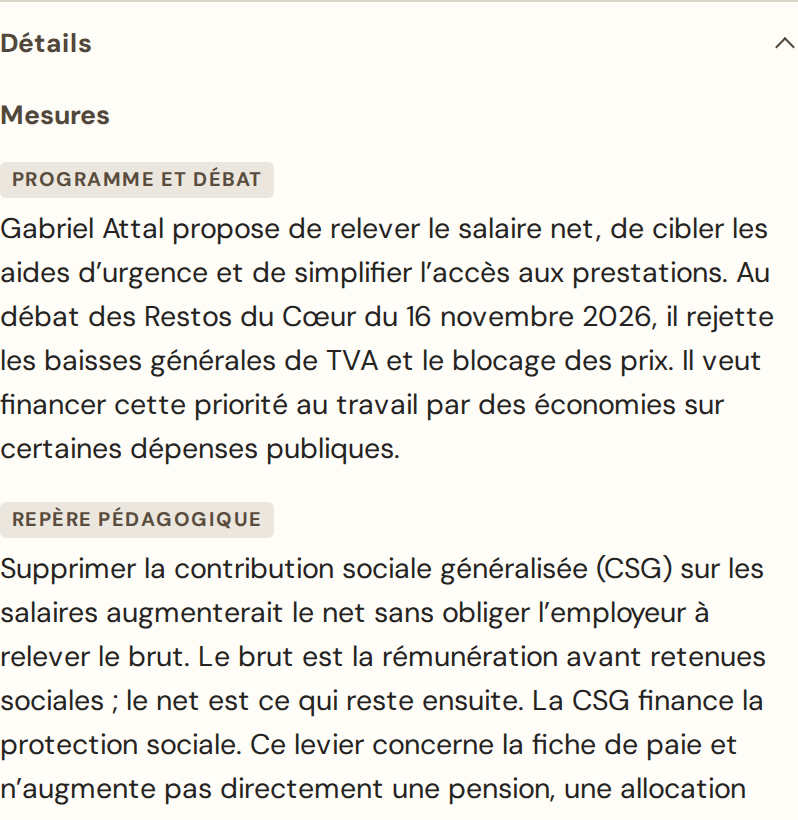 Détails
Mesures
PROGRAMME ET DÉBAT
Gabriel Attal propose de relever le salaire net, de cibler les
aides d’urgence et de simplifier l’accès aux prestations. Au
débat des Restos du Cœur du 16 novembre 2026, il rejette
les baisses générales de TVA et le blocage des prix. Il veut
financer cette priorité au travail par des économies sur
certaines dépenses publiques.
REPÈRE PÉDAGOGIQUE
Supprimer la contribution sociale généralisée (CSG) sur les
salaires augmenterait le net sans obliger l’employeur à
relever le brut. Le brut est la rémunération avant retenues
sociales ; le net est ce qui reste ensuite. La CSG finance la
protection sociale. Ce levier concerne la fiche de paie et
n’augmente pas directement une pension, une allocation